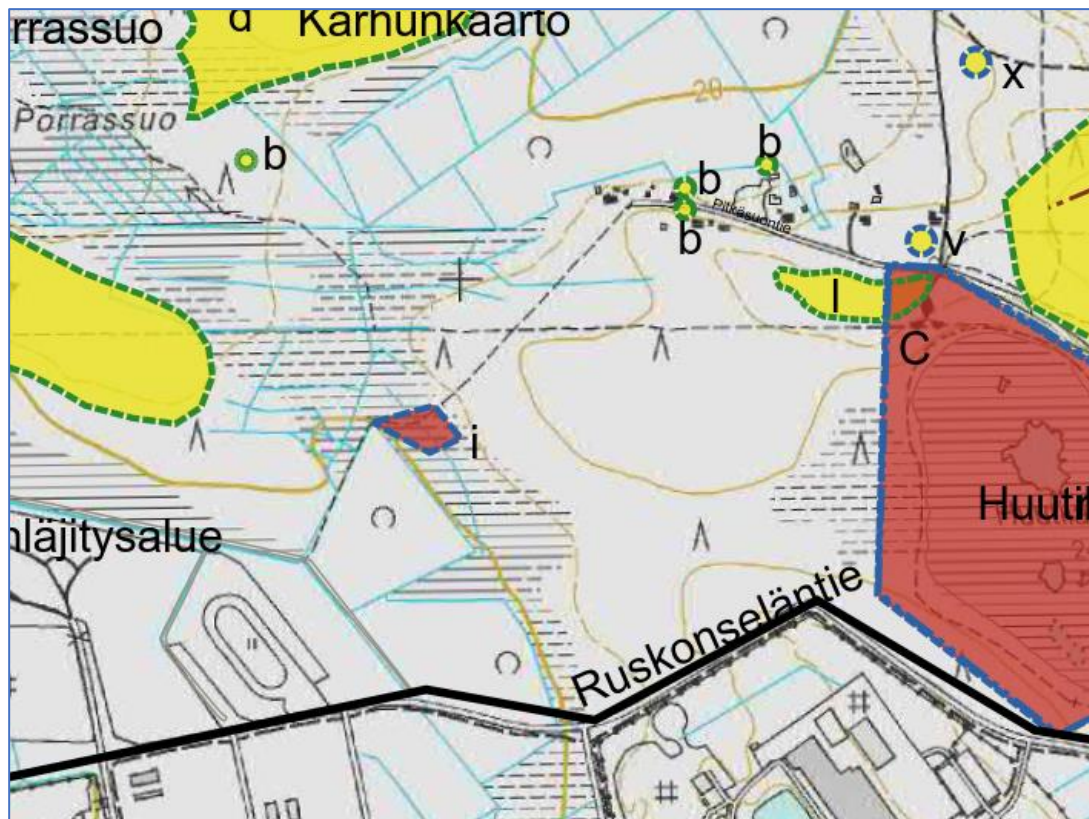 rrassuo
d
Karhunkaarto
x
20
Porrassuo
b
b
b
b
Pitkäsuontie
v
l
C
i
Huuti
nläjitysalue
Ruskonseläntie